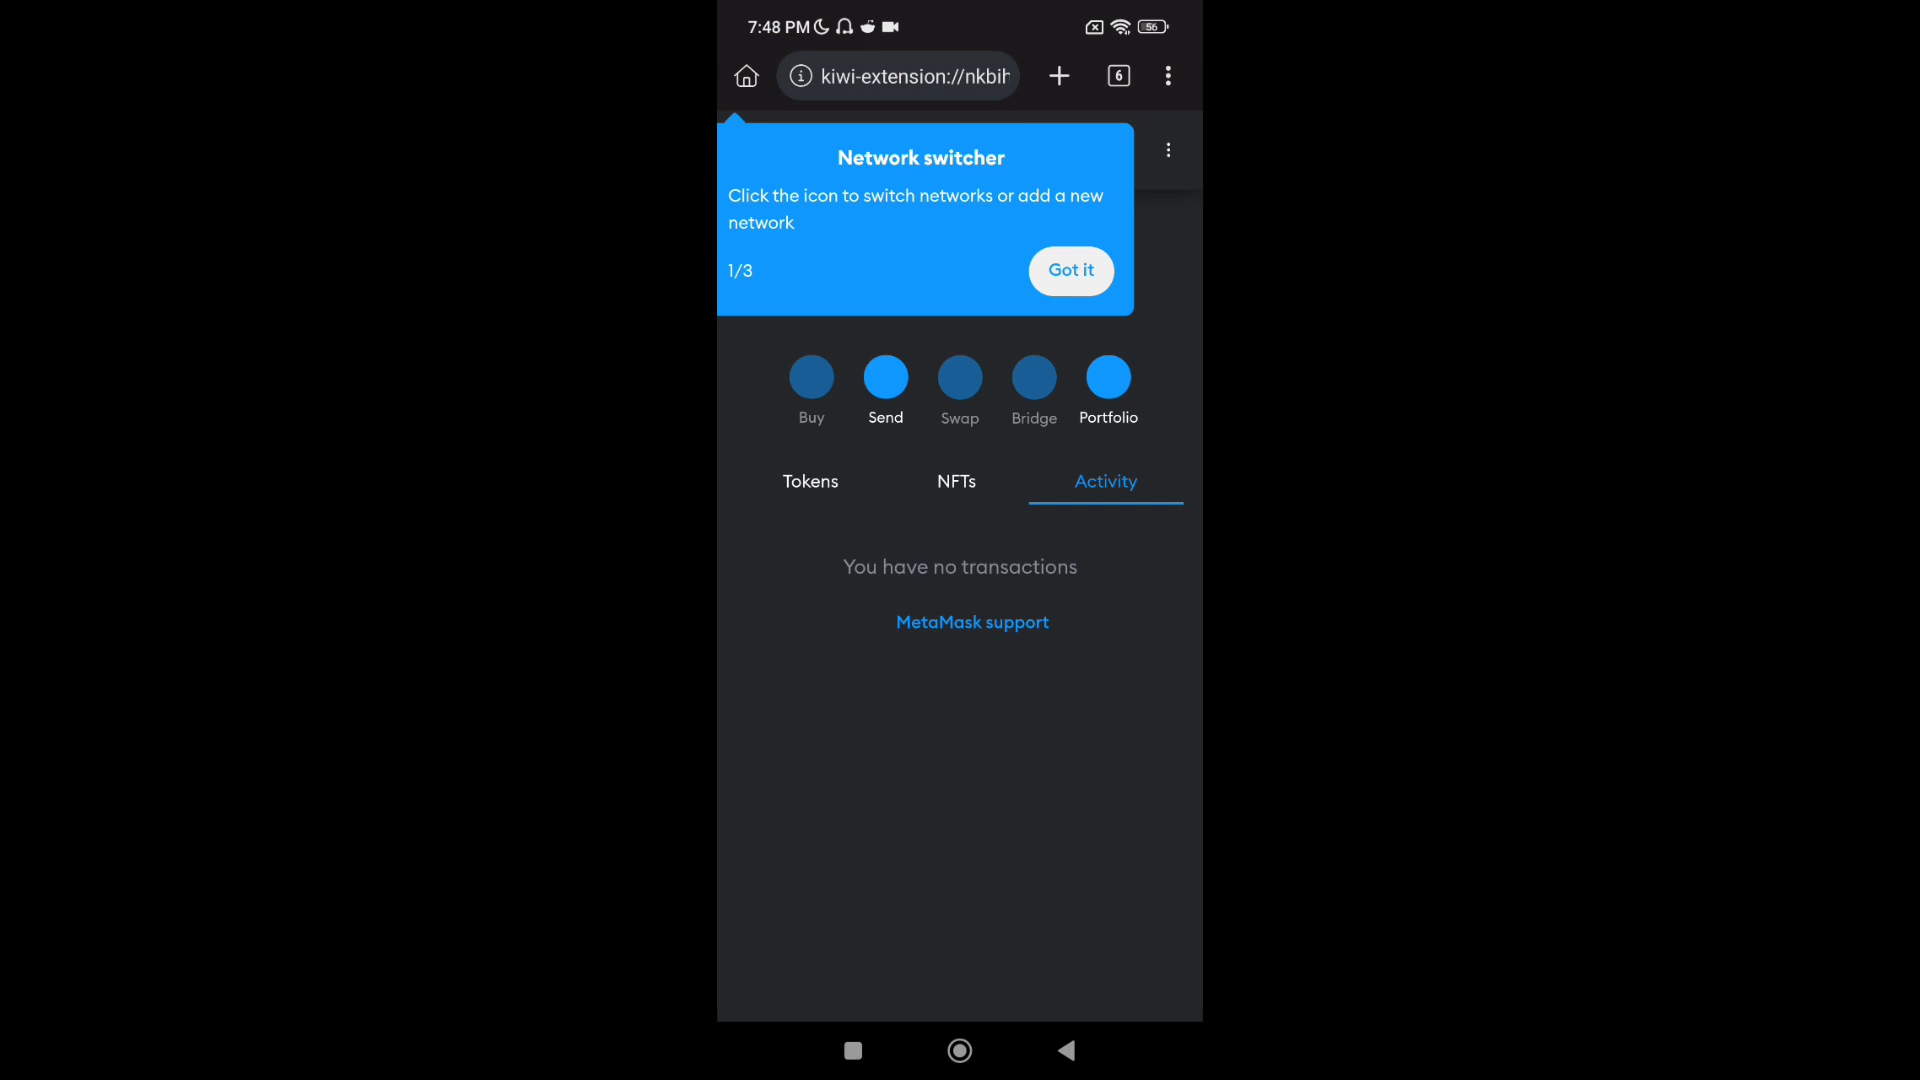 7:48 PM
56
kiwi-extension://nkbih
6
Network switcher
Click the icon to switch networks or add a new
network
1/3
Got it
Buy
Send
Swap
Bridge
Portfolio
Tokens
NFTs
Activity
You have no transactions
MetaMask support